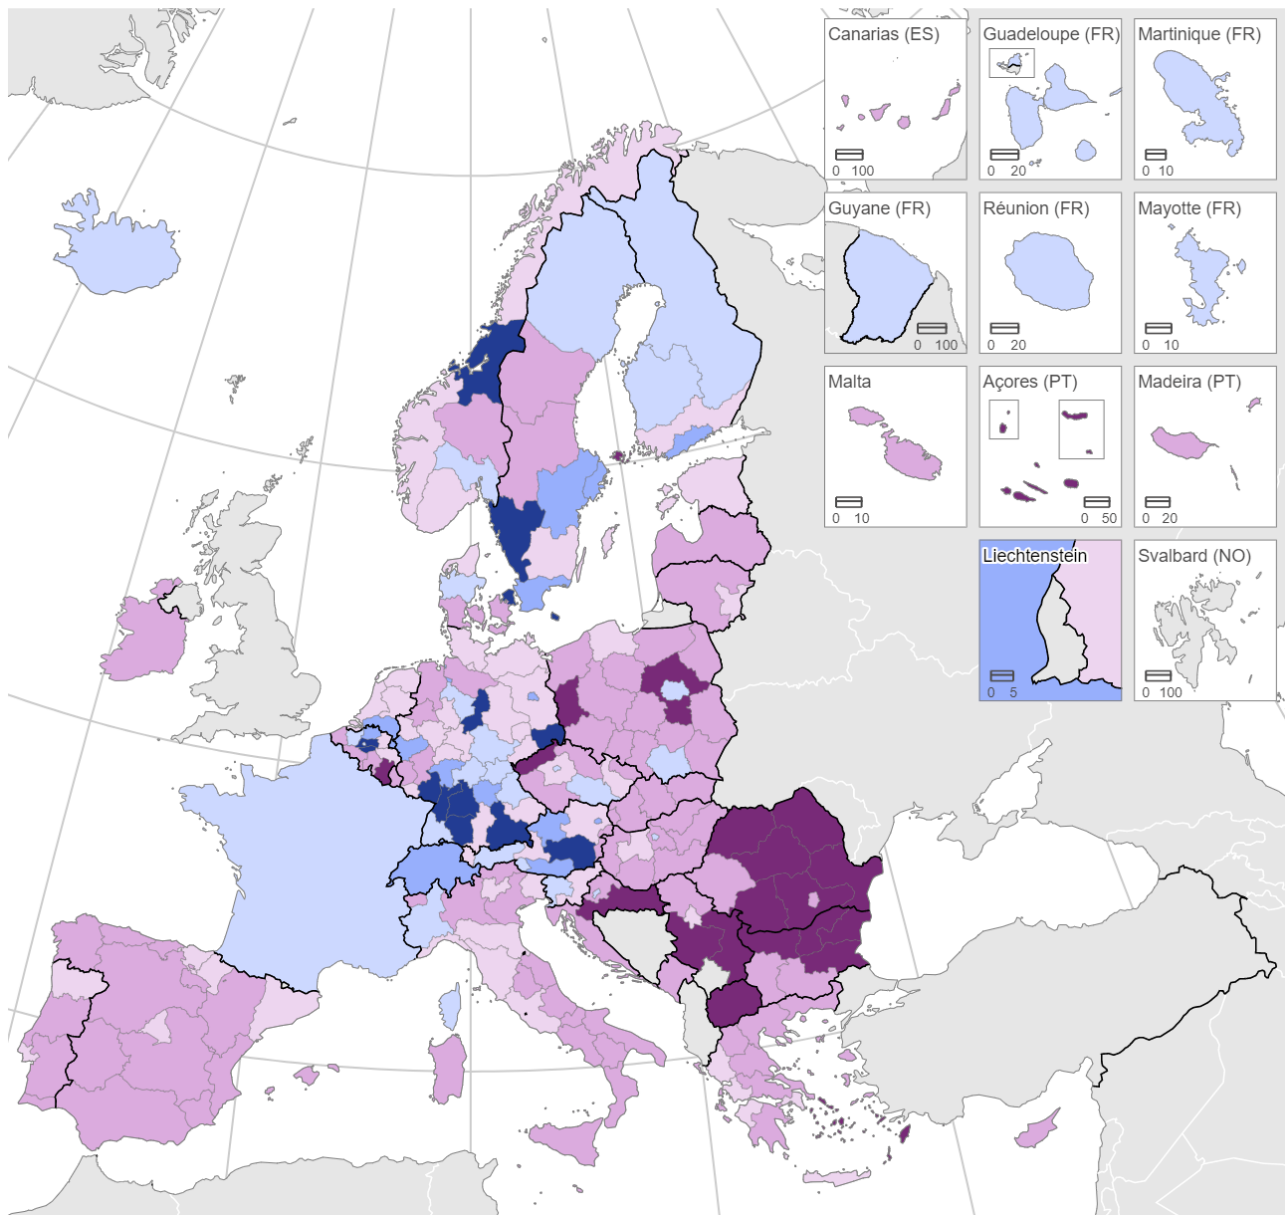 Canarias (ES)
0 100
Guadeloupe (FR)
0 20
Martinique (FR)
0 10
Guyane (FR)
0 100
Réunion (FR)
0 20
Mayotte (FR)
0 10
Malta
0 10
Açores (PT)
0 50
Madeira (PT)
0 20
Liechtenstein
0 5
Svalbard (NO)
0 100